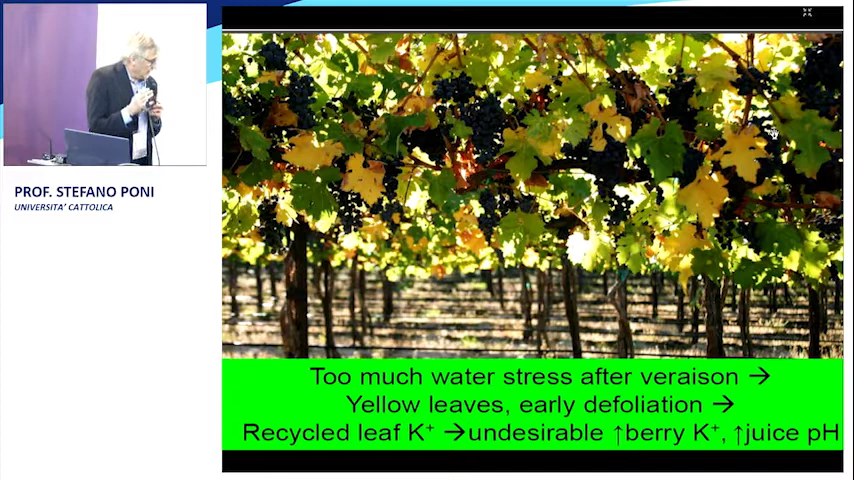 PROF. STEFANO PONI
UNIVERSITA' CATTOLICA
Too much water stress after veraison →
Yellow leaves, early defoliation →
Recycled leaf K⁺ →undesirable ↑berry K⁺, ↑juice pH